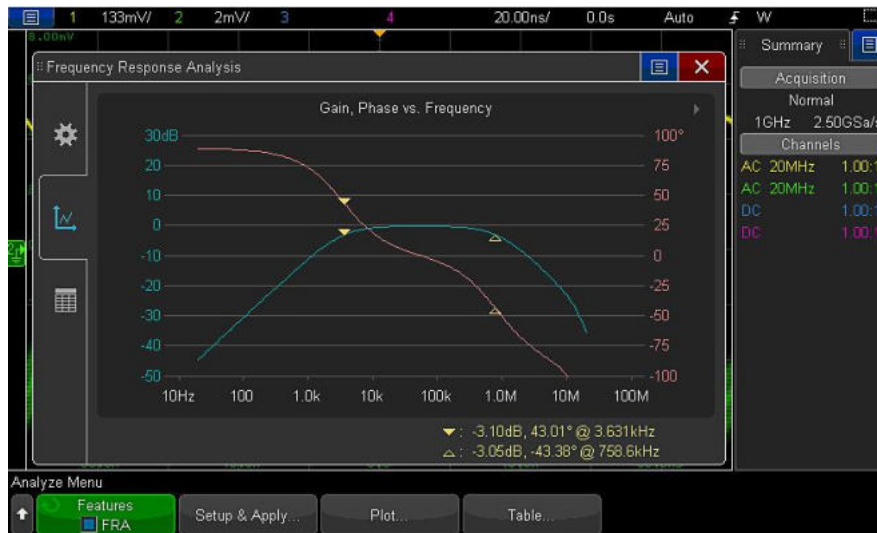 1 133mV/ 2 2mV/ 3 4 20.00ns/ 0.0s Auto W
8.00mV
Frequency Response Analysis
Summary
Acquisition
Normal
1GHz 2.50GSa/s
Channels
AC 20MHz 1.00:1
AC 20MHz 1.00:1
DC 1.00:1
DC 1.00:1
Gain, Phase vs. Frequency
30dB 100°
20 75
10 50
0 25
-10 0
-20 -25
-30 -50
-40 -75
-50 -100
10Hz 100 1.0k 10k 100k 1.0M 10M 100M
: -3.10dB, 43.01° @ 3.631kHz
: -3.05dB, -43.38° @ 758.6kHz
Analyze Menu
Features
FRA
Setup & Apply...
Plot...
Table...